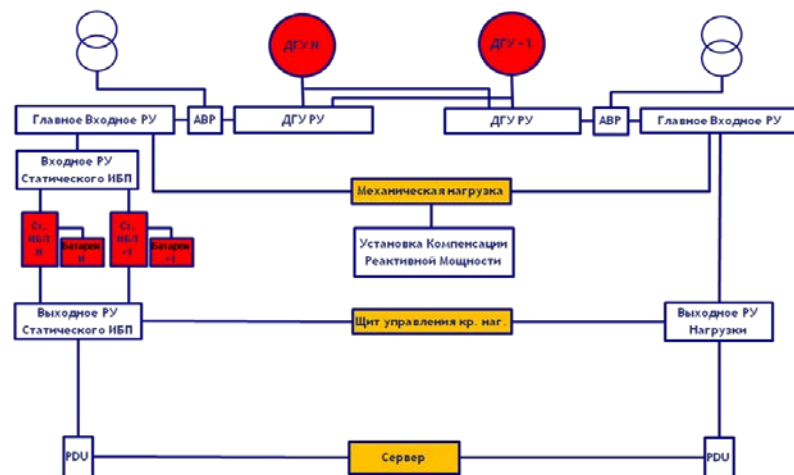 ДГУ N
ДГУ +1
Главное Входное РУ
АВР
ДГУ РУ
ДГУ РУ
АВР
Главное Входное РУ
Входное РУ
Статического ИБП
Механическая нагрузка
Ст.
ИБП
N
Батареи
N
Ст.
ИБП
+1
Батареи
+1
Установка Компенсации
Реактивной Мощности
Выходное РУ
Статического ИБП
Щит управления кр. наг.
Выходное РУ
Нагрузки
PDU
Сервер
PDU